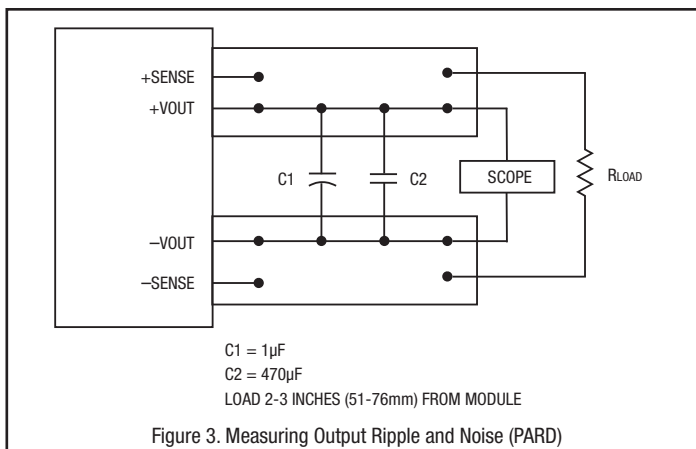 +SENSE
+VOUT
C1
C2
SCOPE
RLOAD
−VOUT
−SENSE
C1 = 1µF
C2 = 470µF
LOAD 2-3 INCHES (51-76mm) FROM MODULE
Figure 3. Measuring Output Ripple and Noise (PARD)